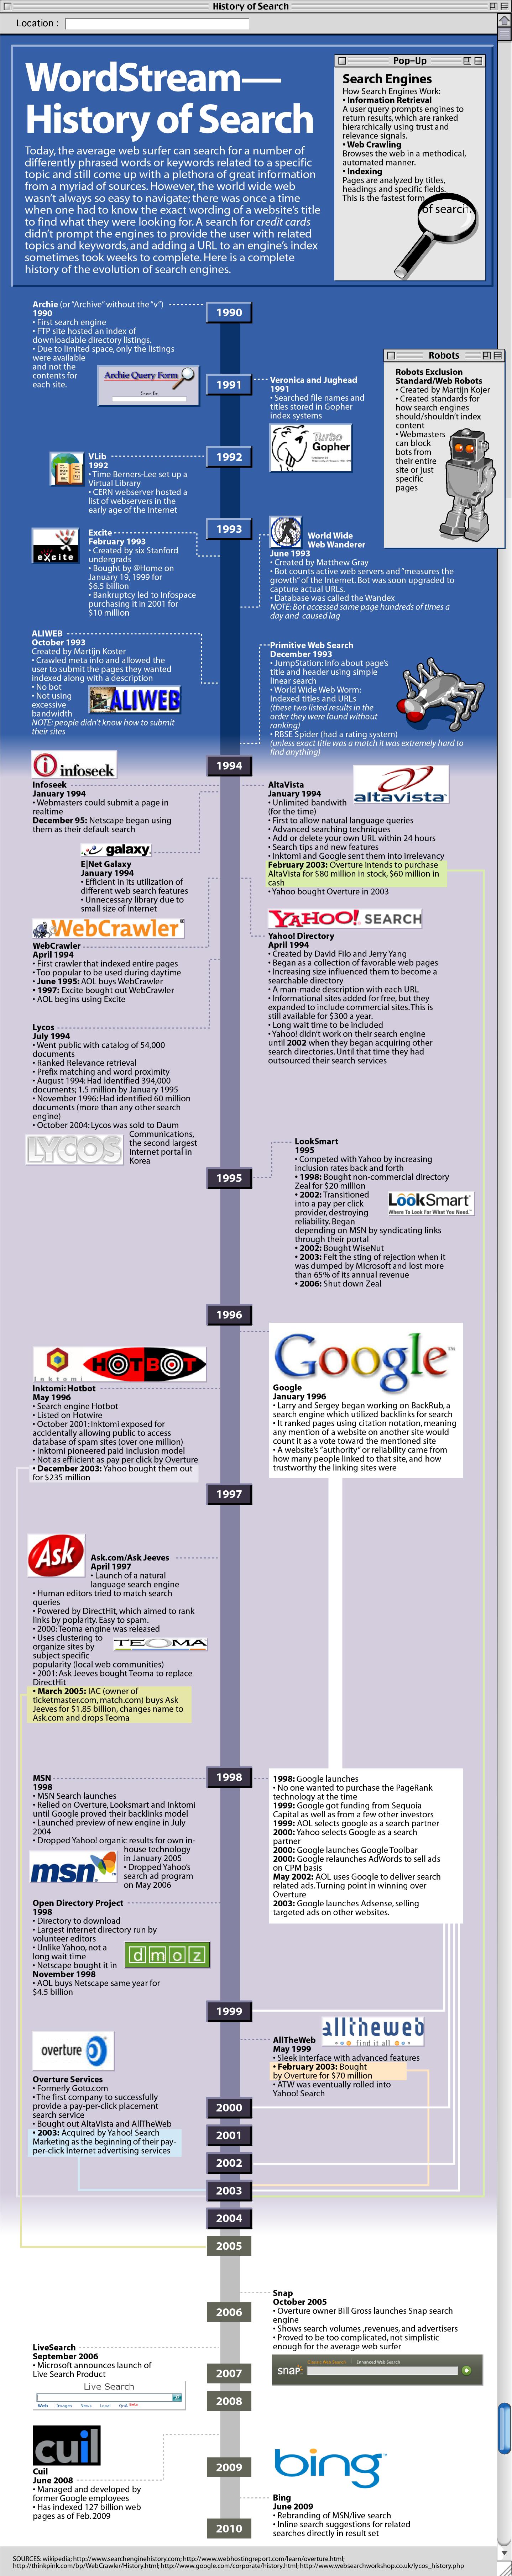 History of Search
Location :
WordStream—
History of Search
Today, the average web surfer can search for a number of
differently phrased words or keywords related to a specific
topic and still come up with a plethora of great information
from a myriad of sources. However, the world wide web
wasn't always so easy to navigate; there was once a time
when one had to know the exact wording of a website's title
to find what they were looking for. A search for credit cards
didn't prompt the engines to provide the user with related
topics and keywords, and adding a URL to an engine's index
sometimes took weeks to complete. Here is a complete
history of the evolution of search engines.
Pop-Up
Search Engines
How Search Engines Work:
• Information Retrieval
A user query prompts engines to
return results, which are ranked
hierarchically using trust and
relevance signals.
• Web Crawling
Browses the web in a methodical,
automated manner.
• Indexing
Pages are analyzed by titles,
headings and specific fields.
This is the fastest form
of search.
Archie (or "Archive" without the "v")
1990
• First search engine
• FTP site hosted an index of
downloadable directory listings.
• Due to limited space, only the listings
were available
and not the
contents for
each site.
Archie Query Form
Search for:
1990
1991
Veronica and Jughead
1991
• Searched file names and
titles stored in Gopher
index systems
Turbo
Gopher
Robots
Robots Exclusion
Standard/Web Robots
• Created by Martijn Kojer
• Created standards for
how search engines
should/shouldn't index
content
• Webmasters
can block
bots from
their entire
site or just
specific
pages
VLib
1992
• Time Berners-Lee set up a
Virtual Library
• CERN webserver hosted a
list of webservers in the
early age of the Internet
1992
1993
excite
Excite
February 1993
• Created by six Stanford
undergrads
• Bought by @Home on
January 19, 1999 for
$6.5 billion
• Bankruptcy led to Infospace
purchasing it in 2001 for
$10 million
World Wide
Web Wanderer
June 1993
• Created by Matthew Gray
• Bot counts active web servers and "measures the
growth" of the Internet. Bot was soon upgraded to
capture actual URLs.
• Database was called the Wandex
NOTE: Bot accessed same page hundreds of times a
day and caused lag
ALIWEB
October 1993
Created by Martijn Koster
• Crawled meta info and allowed the
user to submit the pages they wanted
indexed along with a description
• No bot
• Not using
excessive
bandwidth
NOTE: people didn't know how to submit
their sites
ALIWEB
Primitive Web Search
December 1993
• JumpStation: Info about page's
title and header using simple
linear search
• World Wide Web Worm:
Indexed titles and URLs
(these two listed results in the
order they were found without
ranking)
• RBSE Spider (had a rating system)
(unless exact title was a match it was extremely hard to
find anything)
1994
infoseek
Infoseek
January 1994
• Webmasters could submit a page in
realtime
December 95: Netscape began using
them as their default search
galaxy
E|Net Galaxy
January 1994
• Efficient in its utilization of
different web search features
• Unnecessary library due to
small size of Internet
AltaVista
January 1994
• Unlimited bandwith
(for the time)
• First to allow natural language queries
• Advanced searching techniques
• Add or delete your own URL within 24 hours
• Search tips and new features
• Inktomi and Google sent them into irrelevancy
February 2003: Overture intends to purchase
AltaVista for $80 million in stock, $60 million in
cash
• Yahoo bought Overture in 2003
altavista
WebCrawler
WebCrawler
April 1994
• First crawler that indexed entire pages
• Too popular to be used during daytime
• June 1995: AOL buys WebCrawler
• 1997: Excite bought out WebCrawler
• AOL begins using Excite
YAHOO! SEARCH
Yahoo! Directory
April 1994
• Created by David Filo and Jerry Yang
• Began as a collection of favorable web pages
• Increasing size influenced them to become a
searchable directory
• A man-made description with each URL
• Informational sites added for free, but they
expanded to include commercial sites. This is
still available for $300 a year.
• Long wait time to be included
• Yahoo! didn't work on their search engine
until 2002 when they began acquiring other
search directories. Until that time they had
outsourced their search services
Lycos
July 1994
• Went public with catalog of 54,000
documents
• Ranked Relevance retrieval
• Prefix matching and word proximity
• August 1994: Had identified 394,000
documents; 1.5 million by January 1995
• November 1996: Had identified 60 million
documents (more than any other search
engine)
• October 2004: Lycos was sold to Daum
Communications,
the second largest
Internet portal in
Korea
LYCOS
1995
LookSmart
1995
• Competed with Yahoo by increasing
inclusion rates back and forth
• 1998: Bought non-commercial directory
Zeal for $20 million
• 2002: Transitioned
into a pay per click
provider, destroying
reliability. Began
depending on MSN by syndicating links
through their portal
• 2002: Bought WiseNut
• 2003: Felt the sting of rejection when it
was dumped by Microsoft and lost more
than 65% of its annual revenue
• 2006: Shut down Zeal
LookSmart
Where To Look For What You Need.
1996
inktomi
HOTBOT
Inktomi: Hotbot
May 1996
• Search engine Hotbot
• Listed on Hotwire
• October 2001: Inktomi exposed for
accidentally allowing public to access
database of spam sites (over one million)
• Inktomi pioneered paid inclusion model
• Not as efficient as pay per click by Overture
• December 2003: Yahoo bought them out
for $235 million
Google
Google
January 1996
• Larry and Sergey began working on BackRub, a
search engine which utilized backlinks for search
• It ranked pages using citation notation, meaning
any mention of a website on another site would
count it as a vote toward the mentioned site
• A website's "authority" or reliability came from
how many people linked to that site, and how
trustworthy the linking sites were
1997
Ask
Ask.com/Ask Jeeves
April 1997
• Launch of a natural
language search engine
• Human editors tried to match search
queries
• Powered by DirectHit, which aimed to rank
links by poplarity. Easy to spam.
• 2000: Teoma engine was released
• Uses clustering to
organize sites by
subject specific
popularity (local web communities)
• 2001: Ask Jeeves bought Teoma to replace
DirectHit
• March 2005: IAC (owner of
ticketmaster.com, match.com) buys Ask
Jeeves for $1.85 billion, changes name to
Ask.com and drops Teoma
TEOMA
1998
MSN
1998
• MSN Search launches
• Relied on Overture, Looksmart and Inktomi
until Google proved their backlinks model
• Launched preview of new engine in July
2004
• Dropped Yahoo! organic results for own in-
house technology
in January 2005
• Dropped Yahoo's
search ad program
on May 2006
msn
1998: Google launches
• No one wanted to purchase the PageRank
technology at the time
1999: Google got funding from Sequoia
Capital as well as from a few other investors
1999: AOL selects google as a search partner
2000: Yahoo selects Google as a search
partner
2000: Google launches Google Toolbar
2000: Google relaunches AdWords to sell ads
on CPM basis
May 2002: AOL uses Google to deliver search
related ads. Turning point in winning over
Overture
2003: Google launches Adsense, selling
targeted ads on other websites.
Open Directory Project
1998
• Directory to download
• Largest internet directory run by
volunteer editors
• Unlike Yahoo, not a
long wait time
• Netscape bought it in
November 1998
• AOL buys Netscape same year for
$4.5 billion
dmoz
1999
overture
Overture Services
• Formerly Goto.com
• The first company to successfully
provide a pay-per-click placement
search service
• Bought out AltaVista and AllTheWeb
• 2003: Acquired by Yahoo! Search
Marketing as the beginning of their pay-
per-click Internet advertising services
alltheweb
find it all
AllTheWeb
May 1999
• Sleek interface with advanced features
• February 2003: Bought
by Overture for $70 million
• ATW was eventually rolled into
Yahoo! Search
2000
2001
2002
2003
2004
2005
2006
Snap
October 2005
• Overture owner Bill Gross launches Snap search
engine
• Shows search volumes ,revenues, and advertisers
• Proved to be too complicated, not simplistic
enough for the average web surfer
snap
Classic Web Search
Enhanced Web Search
LiveSearch
September 2006
• Microsoft announces launch of
Live Search Product
Live Search
Web Images News Local QnA Beta
2007
2008
cuil
Cuil
June 2008
• Managed and developed by
former Google employees
• Has indexed 127 billion web
pages as of Feb. 2009
2009
bing
Bing
June 2009
• Rebranding of MSN/live search
• Inline search suggestions for related
searches directly in result set
2010
SOURCES: wikipedia; http://www.searchenginehistory.com; http://www.webhostingreport.com/learn/overture.html;
http://thinkpink.com/bp/WebCrawler/History.html; http://www.google.com/corporate/history.html; http://www.websearchworkshop.co.uk/lycos_history.php